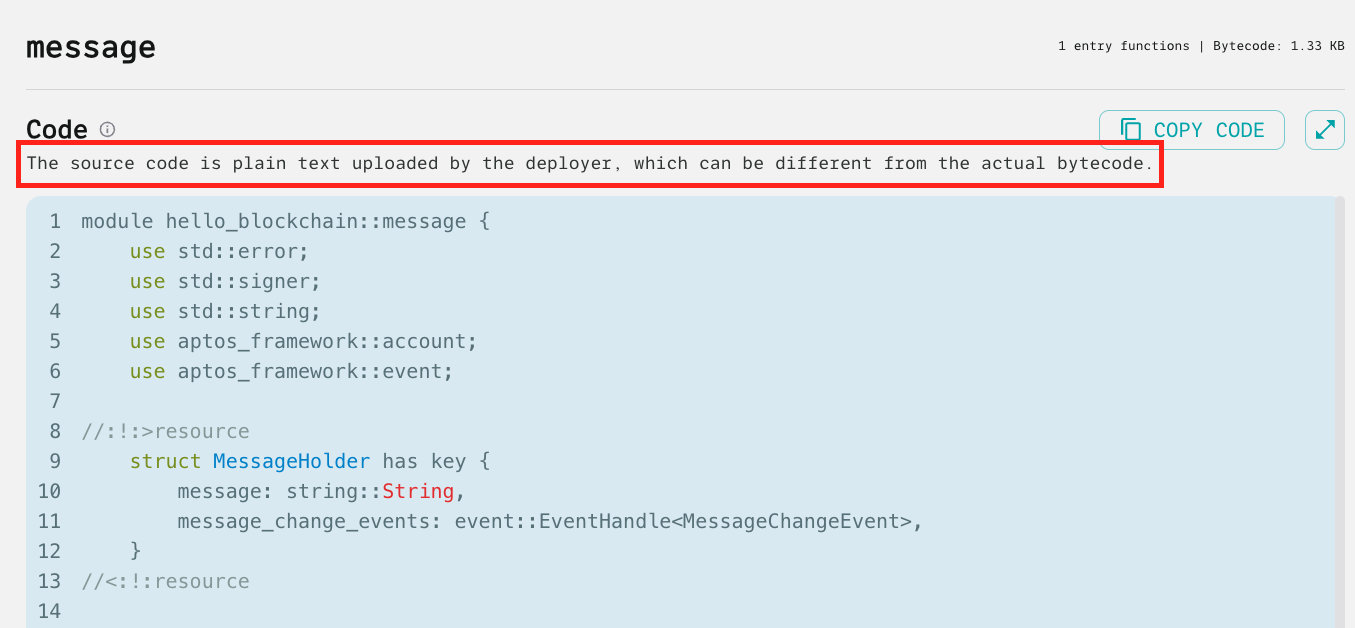 message
1 entry functions | Bytecode: 1.33 KB
Code
COPY CODE
The source code is plain text uploaded by the deployer, which can be different from the actual bytecode.
1 module hello_blockchain::message {
2     use std::error;
3     use std::signer;
4     use std::string;
5     use aptos_framework::account;
6     use aptos_framework::event;
7
8 //:!:>resource
9     struct MessageHolder has key {
10         message: string::String,
11         message_change_events: event::EventHandle<MessageChangeEvent>,
12     }
13 //<:!:resource
14